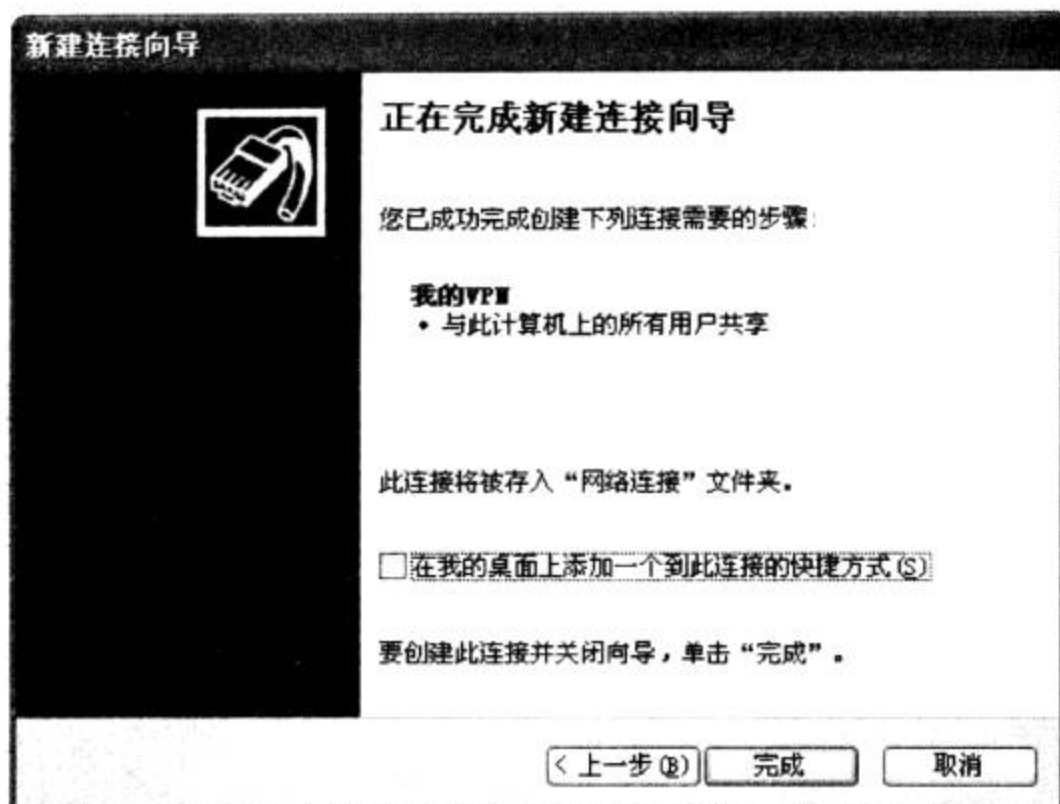 新建连接向导
正在完成新建连接向导
您已成功完成创建下列连接需要的步骤:
我的VPN
• 与此计算机上的所有用户共享
此连接将被存入“网络连接”文件夹。
在我的桌面上添加一个到此连接的快捷方式(S)
要创建此连接并关闭向导，单击“完成”。
< 上一步(B) 完成 取消